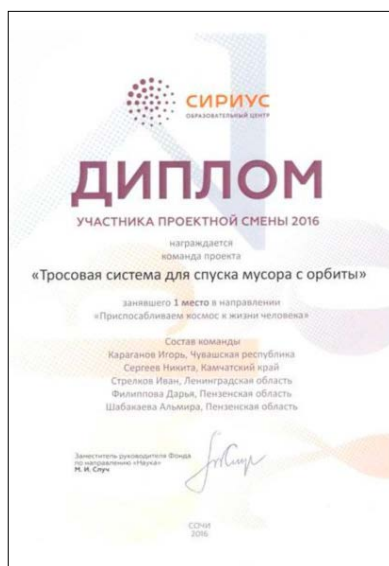 СИРИУС
ОБРАЗОВАТЕЛЬНЫЙ ЦЕНТР
ДИПЛОМ
УЧАСТНИКА ПРОЕКТНОЙ СМЕНЫ 2016
награждается
команда проекта
«Тросовая система для спуска мусора с орбиты»
занявшего 1 место в направлении
«Приспосабливаем космос к жизни человека»
Состав команды
Караганов Игорь, Чувашская республика
Сергеев Никита, Камчатский край
Стрелков Иван, Ленинградская область
Филиппова Дарья, Пензенская область
Шабакаева Альмира, Пензенская область
Заместитель руководителя Фонда
по направлению «Наука»
М. И. Случ
СОЧИ
2016